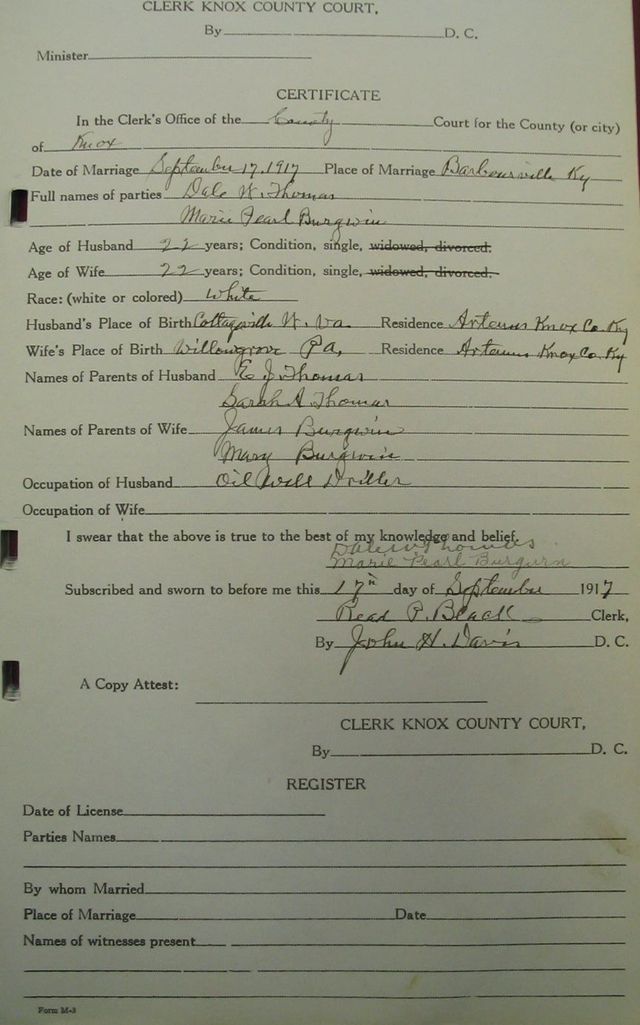 CLERK KNOX COUNTY COURT,
By D. C.
Minister
CERTIFICATE
In the Clerk's Office of the County Court for the County (or city)
of Knox
Date of Marriage September 17, 1917 Place of Marriage Barbourville Ky
Full names of parties Dale W. Thomas
Marie Pearl Burgwin
Age of Husband 22 years; Condition, single, widowed, divorced.
Age of Wife 22 years; Condition, single, widowed, divorced.
Race: (white or colored) White
Husband's Place of Birth Cottageville W. Va. Residence Artemus Knox Co. Ky
Wife's Place of Birth Willowgrove Pa, Residence Artemus Knox Co. Ky
Names of Parents of Husband E. J. Thomas
Sarah A. Thomas
Names of Parents of Wife James Burgwin
Mary Burgwin
Occupation of Husband Oil Well Driller
Occupation of Wife
I swear that the above is true to the best of my knowledge and belief.
Dale W Thomas
Marie Pearl Burgwin
Subscribed and sworn to before me this 17th day of September 1917
Read P. Black Clerk,
By John H. Davis D. C.
A Copy Attest:
CLERK KNOX COUNTY COURT,
By D. C.
REGISTER
Date of License
Parties Names
By whom Married
Place of Marriage Date
Names of witnesses present
Form M-3